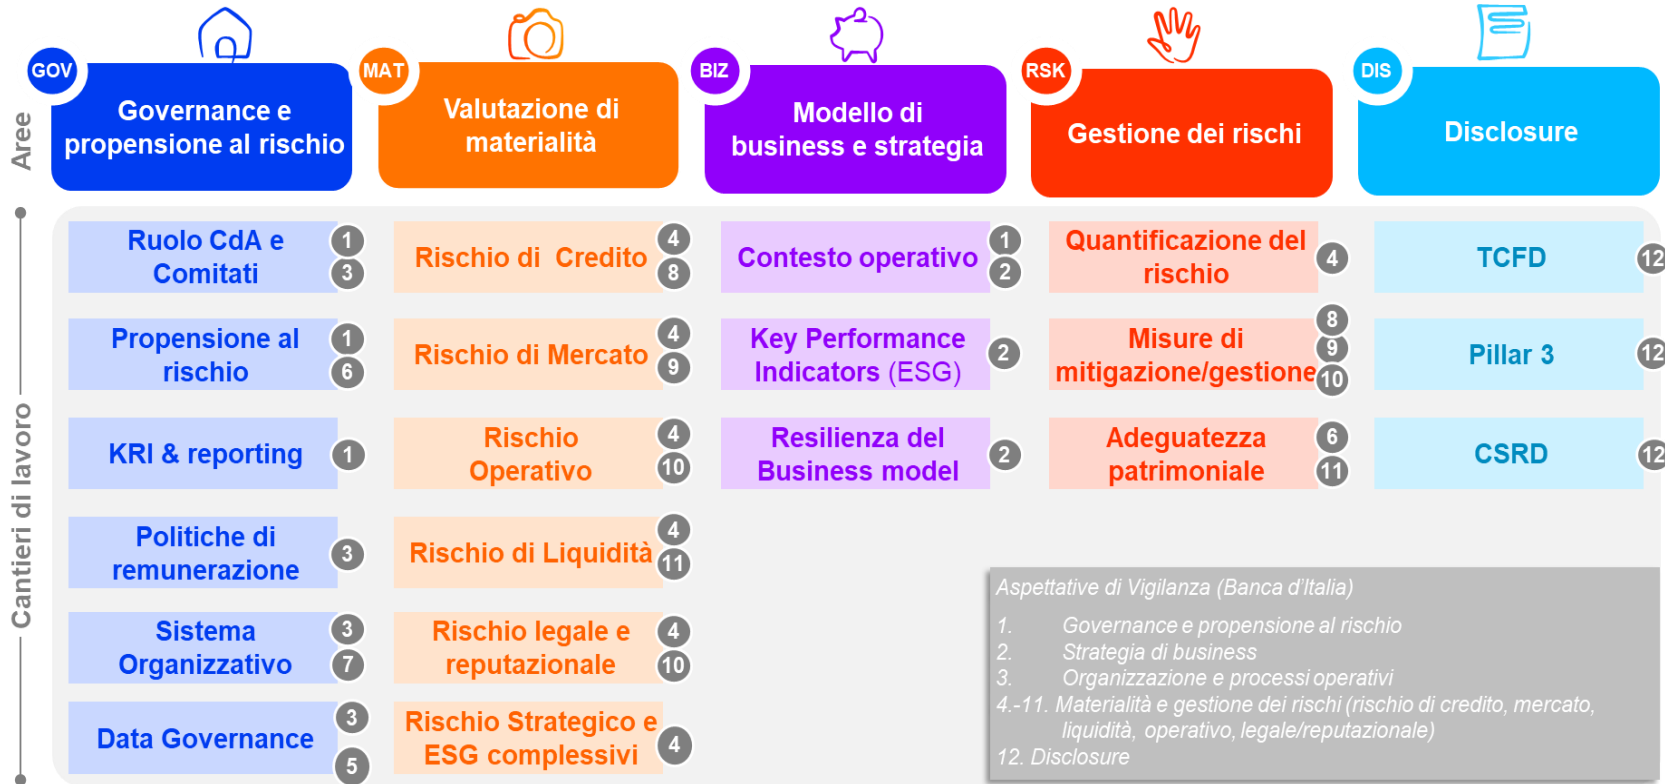 GOV
Governance e
propensione al rischio
MAT
Valutazione di
materialità
BIZ
Modello di
business e strategia
RSK
Gestione dei rischi
DIS
Disclosure
Aree
Cantieri di lavoro
Ruolo CdA e
Comitati
1
3
Propensione al
rischio
1
6
KRI & reporting
1
Politiche di
remunerazione
3
Sistema
Organizzativo
3
7
Data Governance
3
5
Rischio di Credito
4
8
Rischio di Mercato
4
9
Rischio
Operativo
4
10
Rischio di Liquidità
4
11
Rischio legale e
reputazionale
4
10
Rischio Strategico e
ESG complessivi
4
Contesto operativo
1
2
Key Performance
Indicators (ESG)
2
Resilienza del
Business model
2
Quantificazione del
rischio
4
Misure di
mitigazione/gestione
8
9
10
Adeguatezza
patrimoniale
6
11
TCFD
12
Pillar 3
12
CSRD
12
Aspettative di Vigilanza (Banca d'Italia)
1. Governance e propensione al rischio
2. Strategia di business
3. Organizzazione e processi operativi
4.-11. Materialità e gestione dei rischi (rischio di credito, mercato,
liquidità, operativo, legale/reputazionale)
12. Disclosure